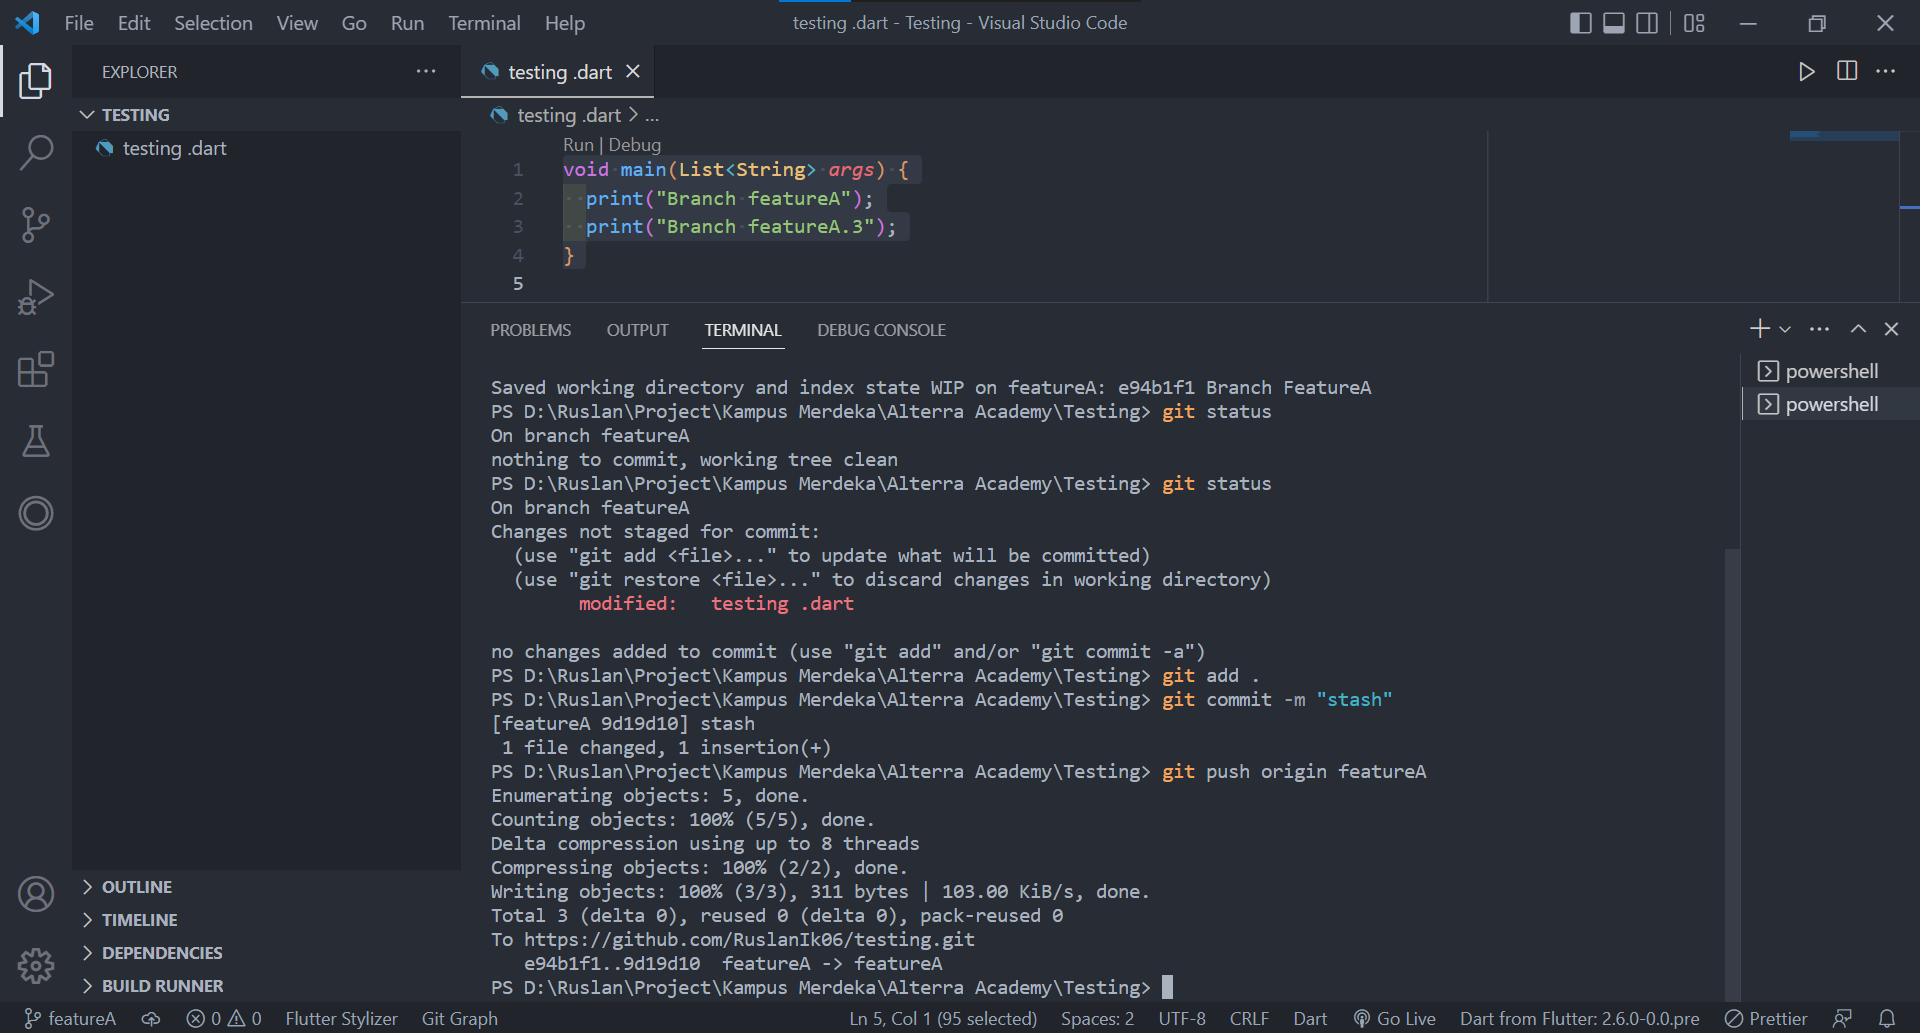 File Edit Selection View Go Run Terminal Help
testing .dart - Testing - Visual Studio Code
EXPLORER
TESTING
testing .dart
OUTLINE
TIMELINE
DEPENDENCIES
BUILD RUNNER
testing .dart
testing .dart > ...
Run | Debug
1 void main(List<String> args) {
2 print("Branch featureA");
3 print("Branch featureA.3");
4 }
5
PROBLEMS OUTPUT TERMINAL DEBUG CONSOLE
powershell
powershell
Saved working directory and index state WIP on featureA: e94b1f1 Branch FeatureA
PS D:\Ruslan\Project\Kampus Merdeka\Alterra Academy\Testing> git status
On branch featureA
nothing to commit, working tree clean
PS D:\Ruslan\Project\Kampus Merdeka\Alterra Academy\Testing> git status
On branch featureA
Changes not staged for commit:
(use "git add <file>..." to update what will be committed)
(use "git restore <file>..." to discard changes in working directory)
modified: testing .dart
no changes added to commit (use "git add" and/or "git commit -a")
PS D:\Ruslan\Project\Kampus Merdeka\Alterra Academy\Testing> git add .
PS D:\Ruslan\Project\Kampus Merdeka\Alterra Academy\Testing> git commit -m "stash"
[featureA 9d19d10] stash
1 file changed, 1 insertion(+)
PS D:\Ruslan\Project\Kampus Merdeka\Alterra Academy\Testing> git push origin featureA
Enumerating objects: 5, done.
Counting objects: 100% (5/5), done.
Delta compression using up to 8 threads
Compressing objects: 100% (2/2), done.
Writing objects: 100% (3/3), 311 bytes | 103.00 KiB/s, done.
Total 3 (delta 0), reused 0 (delta 0), pack-reused 0
To https://github.com/RuslanIk06/testing.git
e94b1f1..9d19d10 featureA -> featureA
PS D:\Ruslan\Project\Kampus Merdeka\Alterra Academy\Testing>
featureA 0 0 Flutter Stylizer Git Graph Ln 5, Col 1 (95 selected) Spaces: 2 UTF-8 CRLF Dart Go Live Dart from Flutter: 2.6.0-0.0.pre Prettier